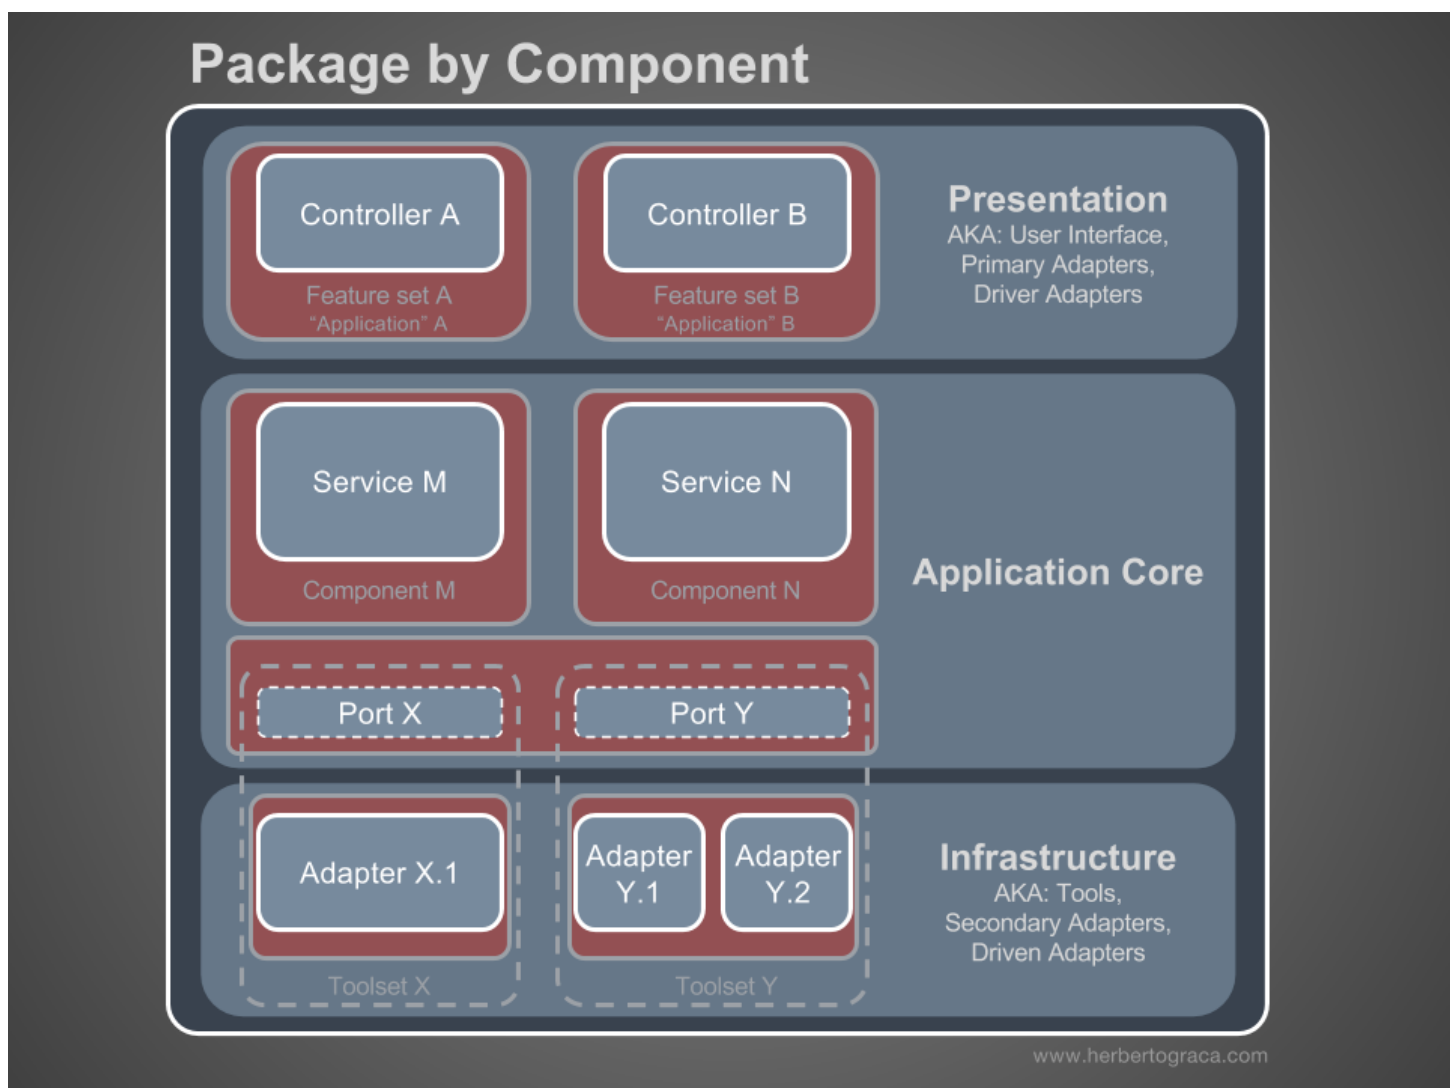 Package by Component
Controller A
Feature set A
“Application” A
Controller B
Feature set B
“Application” B
Presentation
AKA: User Interface,
Primary Adapters,
Driver Adapters
Service M
Component M
Service N
Component N
Application Core
Port X
Port Y
Adapter X.1
Toolset X
Adapter
Y.1
Adapter
Y.2
Toolset Y
Infrastructure
AKA: Tools,
Secondary Adapters,
Driven Adapters
www.herbertograca.com